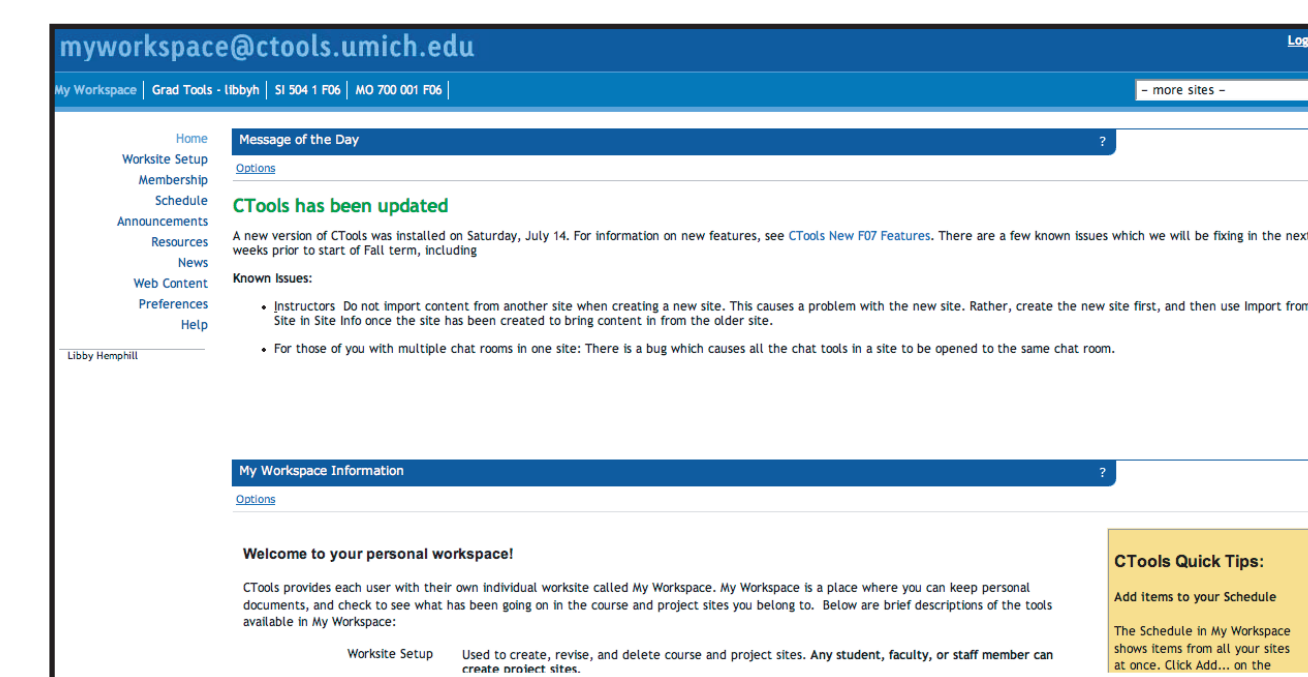 myworkspace@ctools.umich.edu
Log
My Workspace | Grad Tools - libbyh | SI 504 1 F06 | MO 700 001 F06 |
- more sites -
Home
Worksite Setup
Membership
Schedule
Announcements
Resources
News
Web Content
Preferences
Help
Libby Hemphill
Message of the Day ?
Options
CTools has been updated
A new version of CTools was installed on Saturday, July 14. For information on new features, see CTools New F07 Features. There are a few known issues which we will be fixing in the next
weeks prior to start of Fall term, including
Known Issues:
• Instructors Do not import content from another site when creating a new site. This causes a problem with the new site. Rather, create the new site first, and then use Import from
Site in Site Info once the site has been created to bring content in from the older site.
• For those of you with multiple chat rooms in one site: There is a bug which causes all the chat tools in a site to be opened to the same chat room.
My Workspace Information ?
Options
Welcome to your personal workspace!
CTools provides each user with their own individual worksite called My Workspace. My Workspace is a place where you can keep personal
documents, and check to see what has been going on in the course and project sites you belong to. Below are brief descriptions of the tools
available in My Workspace:
Worksite Setup Used to create, revise, and delete course and project sites. Any student, faculty, or staff member can
create project sites.
CTools Quick Tips:
Add items to your Schedule
The Schedule in My Workspace
shows items from all your sites
at once. Click Add... on the